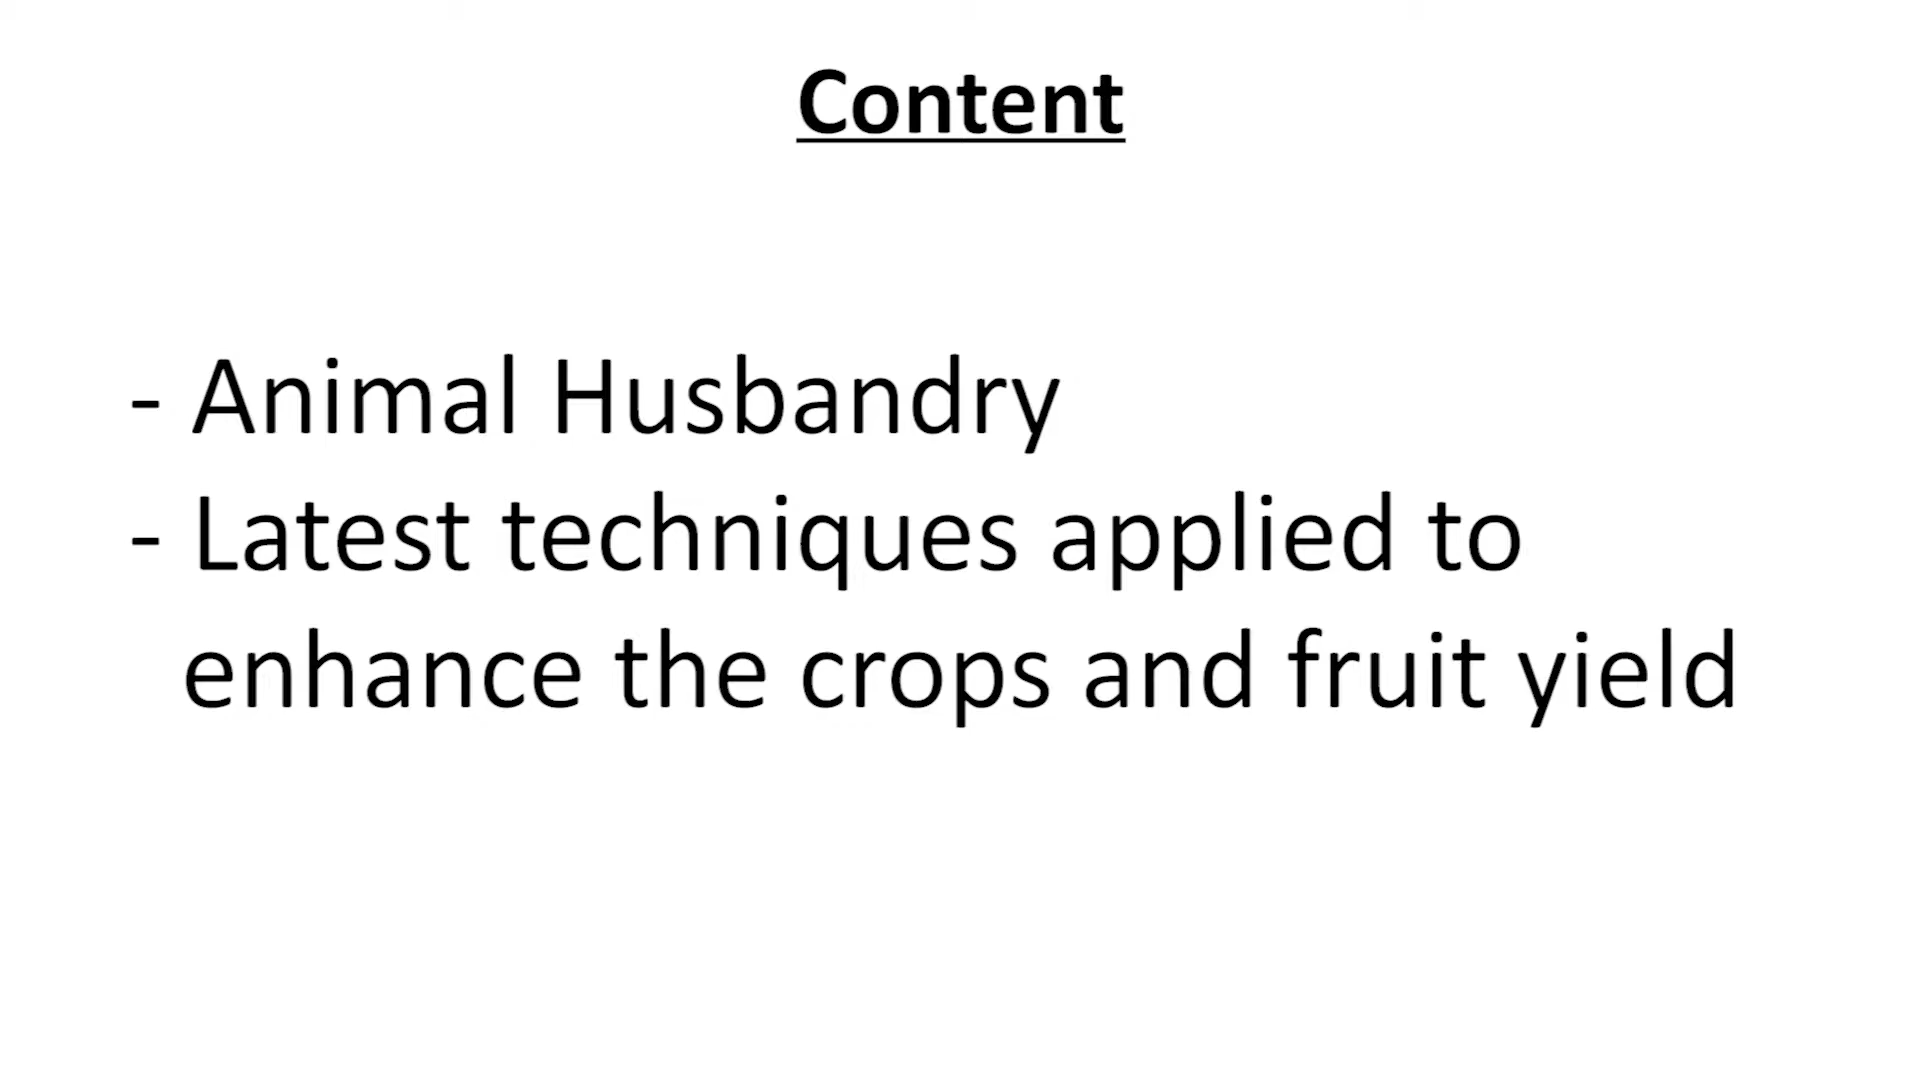 Content
- Animal Husbandry
- Latest techniques applied to
enhance the crops and fruit yield